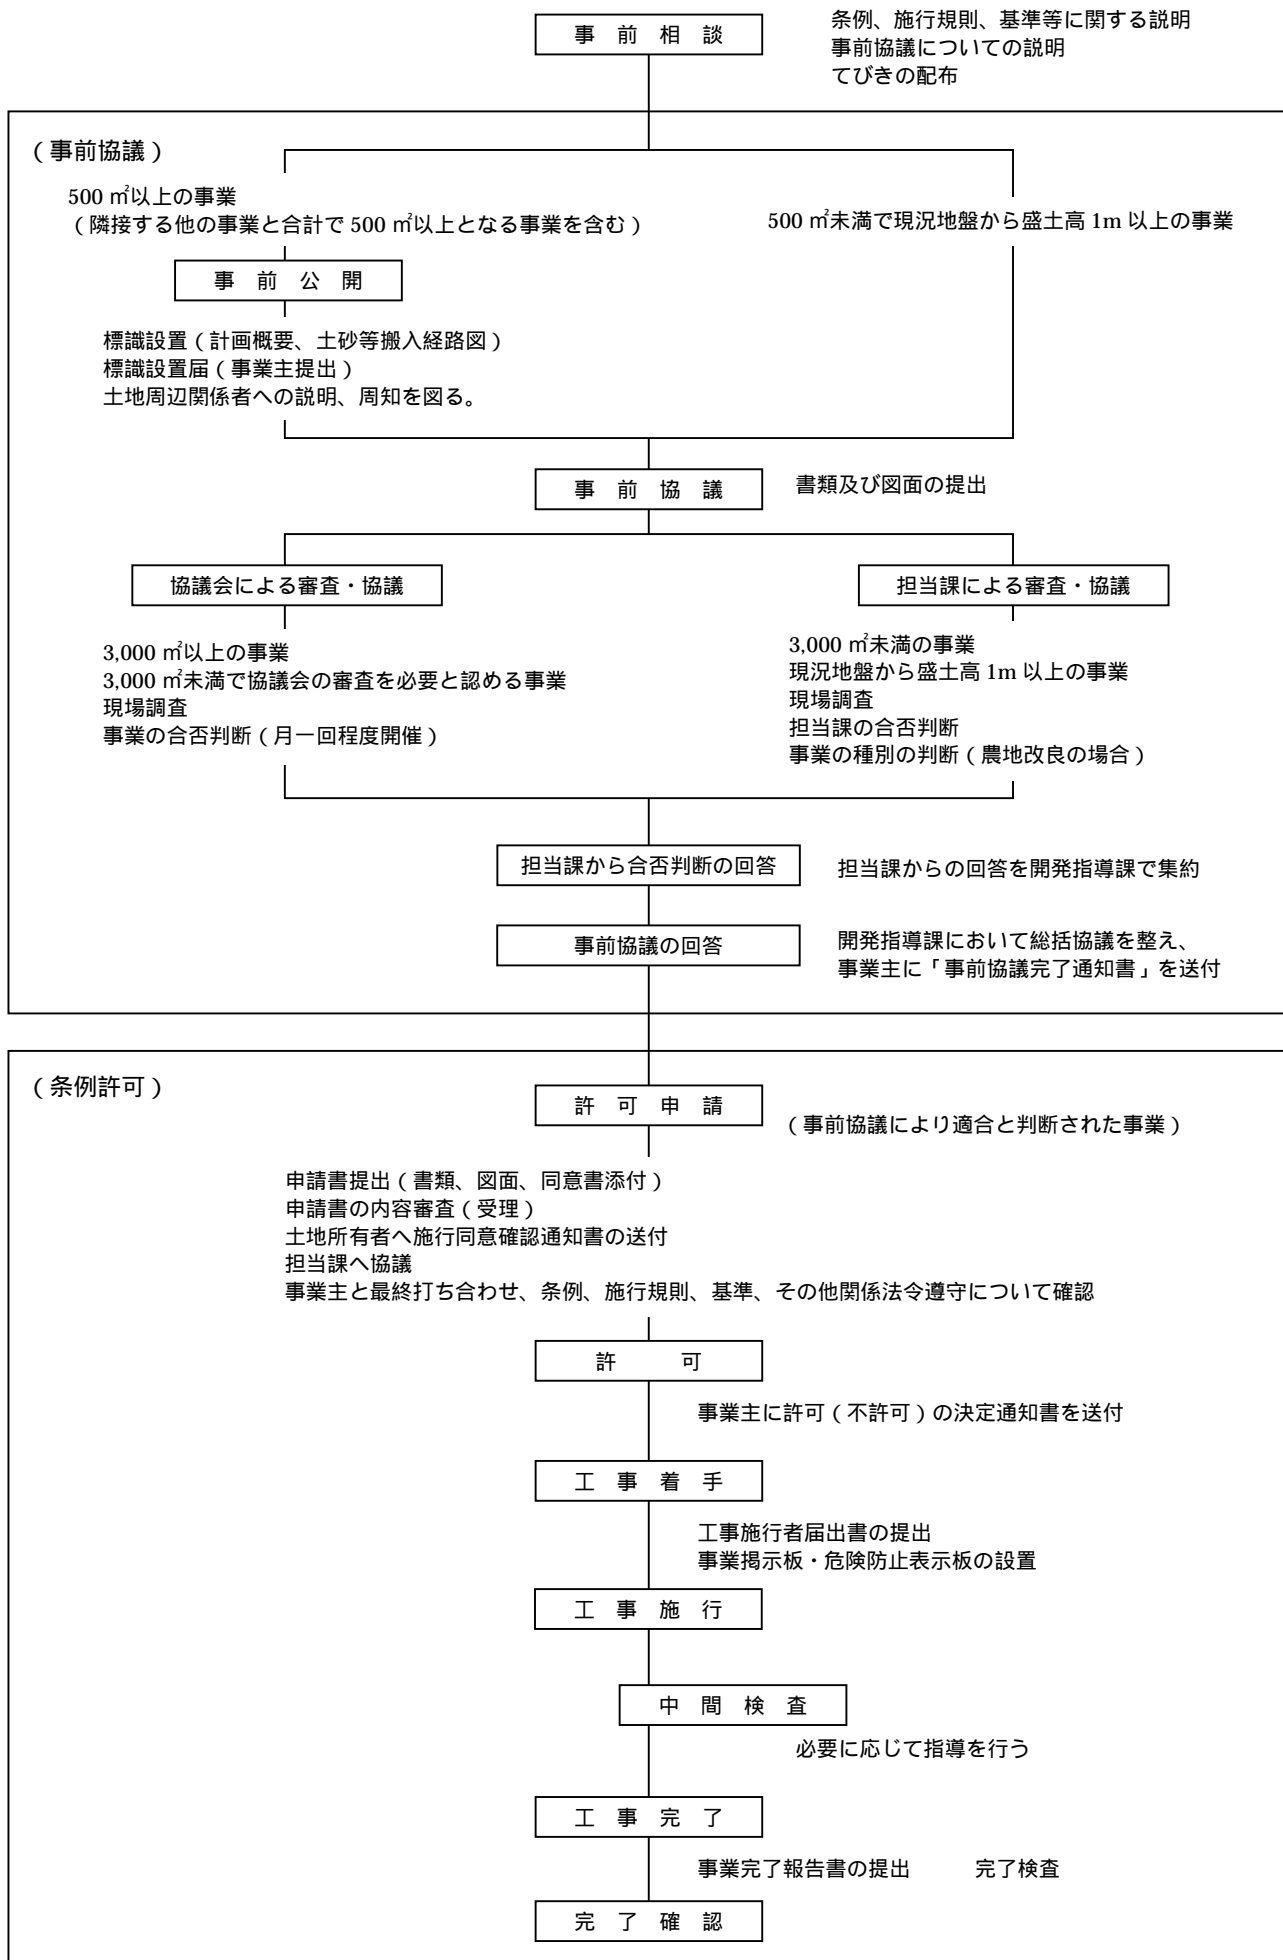 事 前 相 談
条例、施行規則、基準等に関する説明
事前協議についての説明
てびきの配布
（事前協議）
500 ㎡以上の事業
（隣接する他の事業と合計で 500 ㎡以上となる事業を含む）
500 ㎡未満で現況地盤から盛土高 1m 以上の事業
事 前 公 開
標識設置（計画概要、土砂等搬入経路図）
標識設置届（事業主提出）
土地周辺関係者への説明、周知を図る。
事 前 協 議
書類及び図面の提出
協議会による審査・協議
3,000 ㎡以上の事業
3,000 ㎡未満で協議会の審査を必要と認める事業
現場調査
事業の合否判断（月一回程度開催）
担当課による審査・協議
3,000 ㎡未満の事業
現況地盤から盛土高 1m 以上の事業
現場調査
担当課の合否判断
事業の種別の判断（農地改良の場合）
担当課から合否判断の回答
担当課からの回答を開発指導課で集約
事前協議の回答
開発指導課において総括協議を整え、
事業主に「事前協議完了通知書」を送付
（条例許可）
許 可 申 請
（事前協議により適合と判断された事業）
申請書提出（書類、図面、同意書添付）
申請書の内容審査（受理）
土地所有者へ施行同意確認通知書の送付
担当課へ協議
事業主と最終打ち合わせ、条例、施行規則、基準、その他関係法令遵守について確認
許 可
事業主に許可（不許可）の決定通知書を送付
工 事 着 手
工事施行者届出書の提出
事業掲示板・危険防止表示板の設置
工 事 施 行
中 間 検 査
必要に応じて指導を行う
工 事 完 了
事業完了報告書の提出 完了検査
完 了 確 認